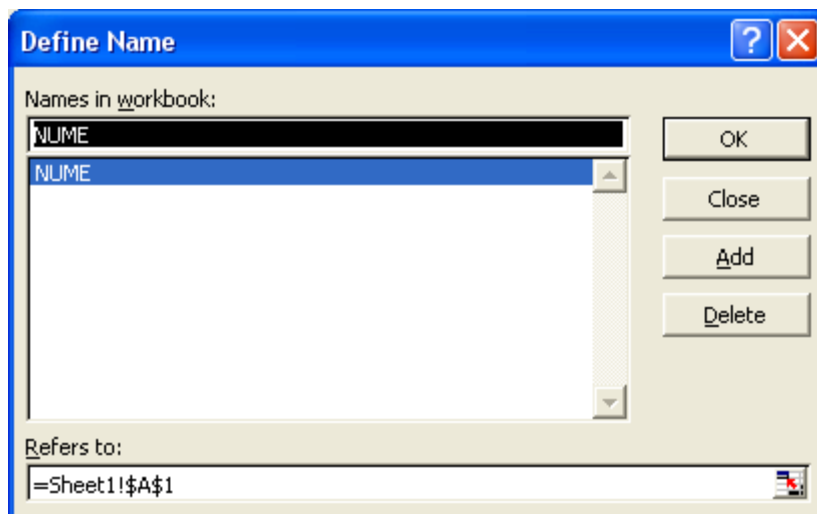 Define Name
Names in workbook:
NUME
OK
NUME
Close
Add
Delete
Refers to:
=Sheet1!$A$1